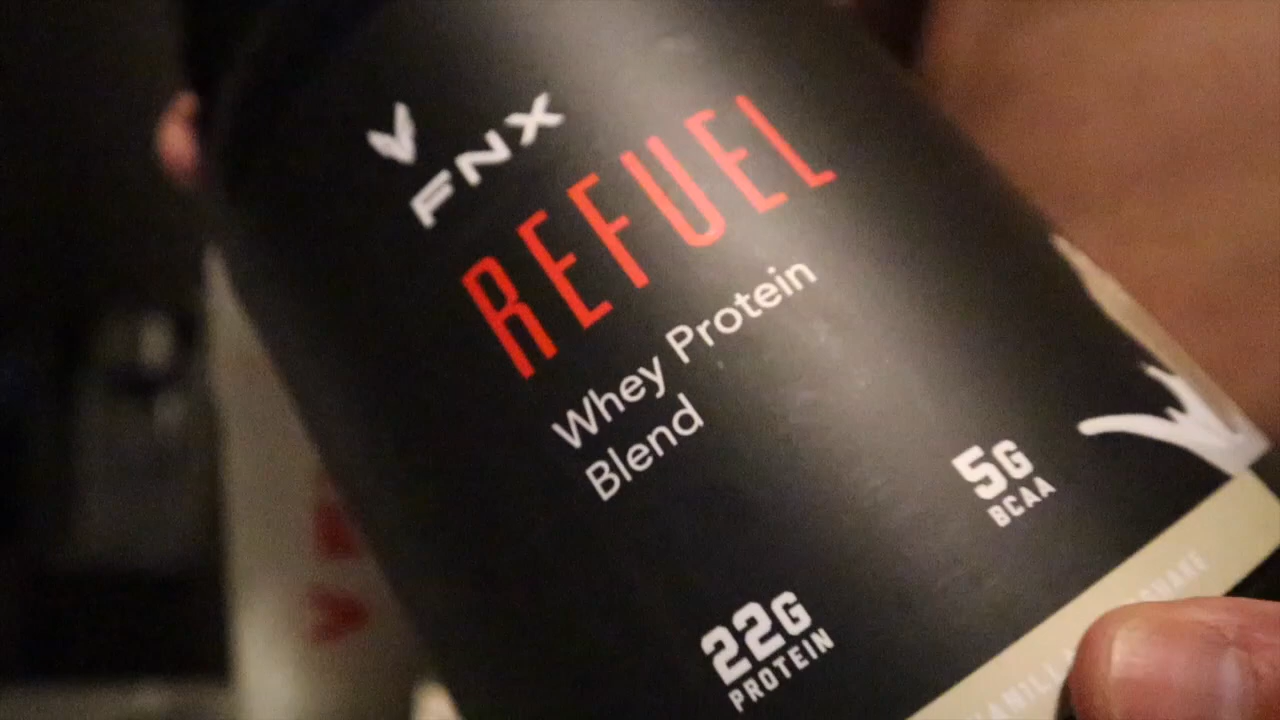 FNX
REFUEL
Whey Protein
Blend
5G
BCAA
22G
PROTEIN